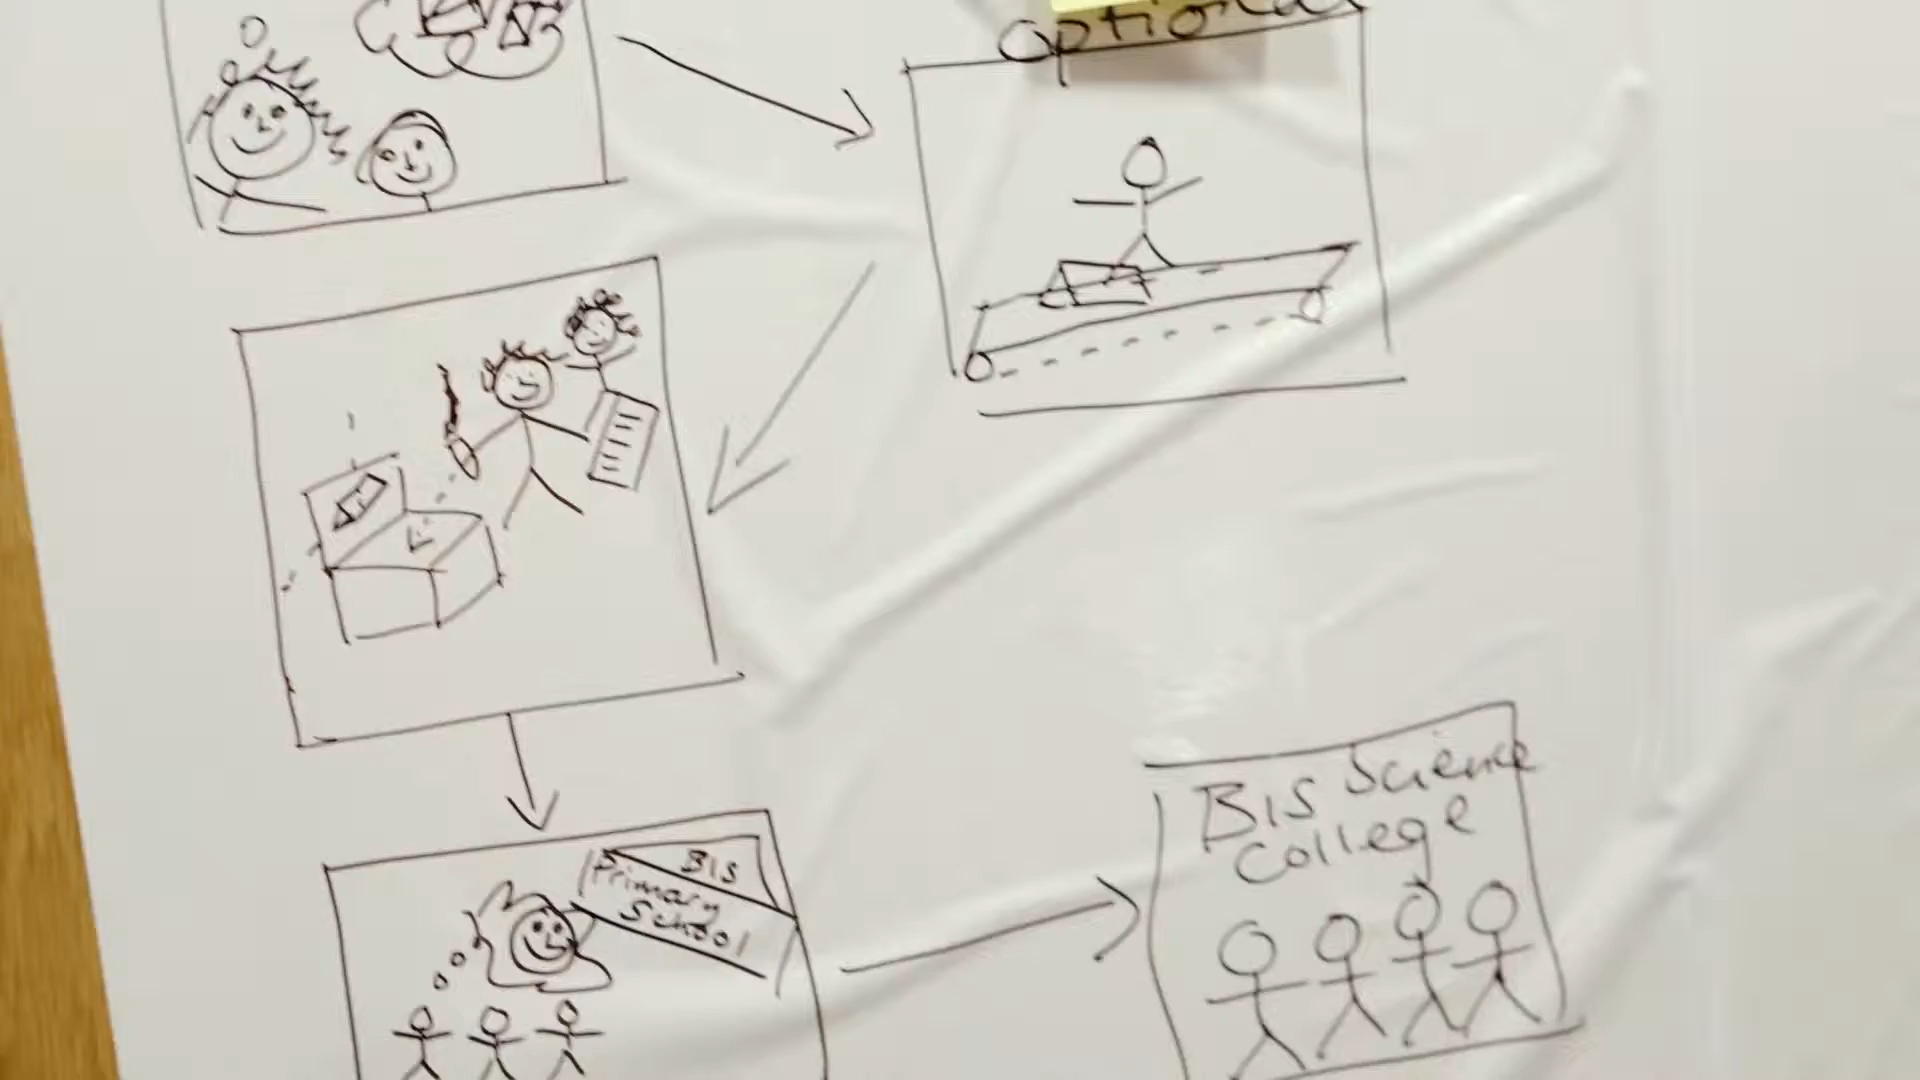 optional
BIS
Primary
School
BIS Science
College